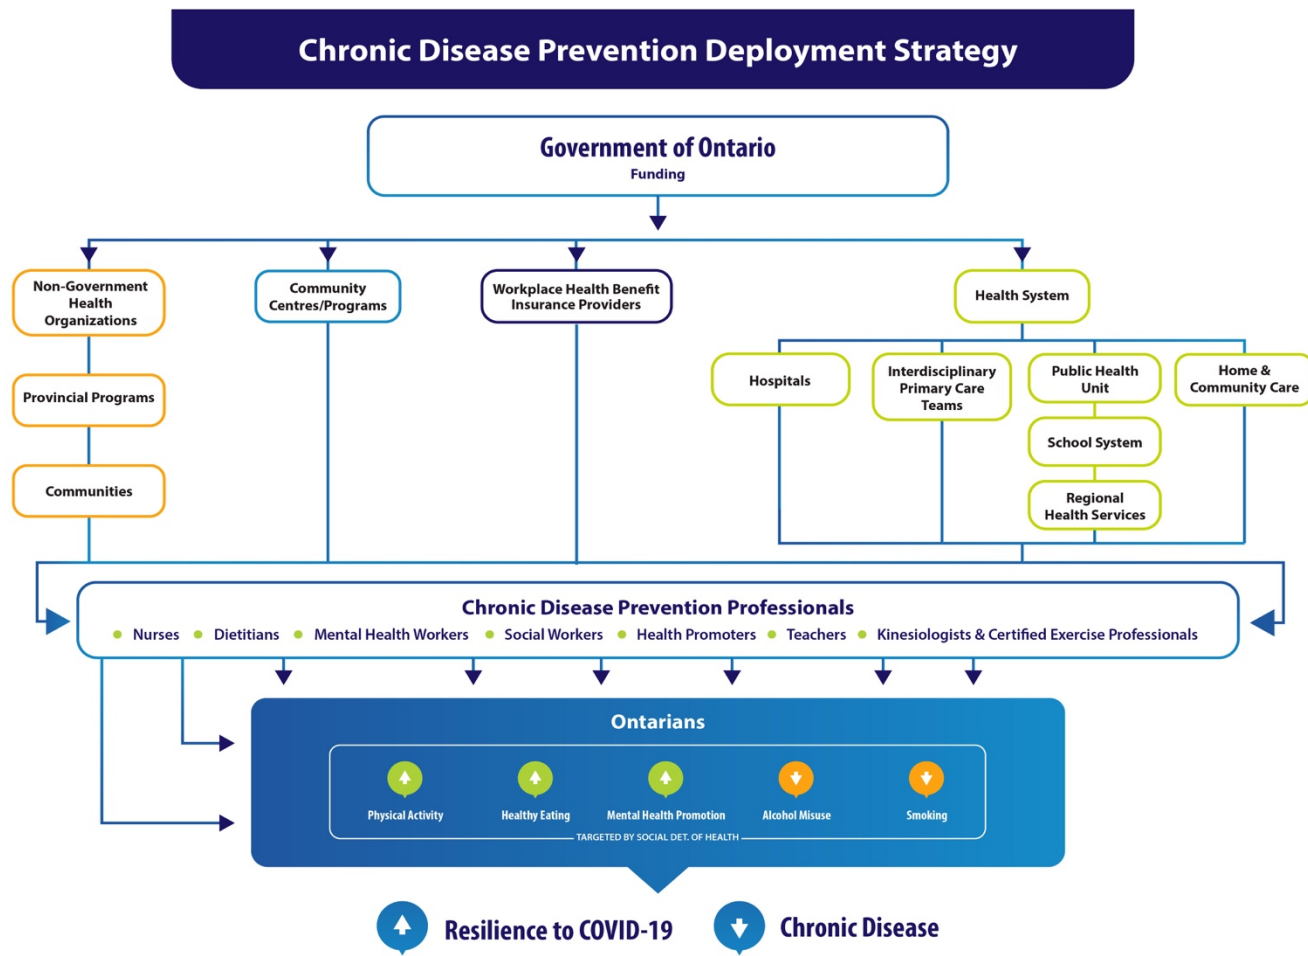 Chronic Disease Prevention Deployment Strategy
Government of Ontario
Funding
Non-Government
Health
Organizations
Community
Centres/Programs
Workplace Health Benefit
Insurance Providers
Health System
Provincial Programs
Communities
Hospitals
Interdisciplinary
Primary Care
Teams
Public Health
Unit
School System
Regional
Health Services
Home &
Community Care
Chronic Disease Prevention Professionals
• Nurses • Dietitians • Mental Health Workers • Social Workers • Health Promoters • Teachers • Kinesiologists & Certified Exercise Professionals
Ontarians
Physical Activity
Healthy Eating
Mental Health Promotion
Alcohol Misuse
Smoking
TARGETED BY SOCIAL DET. OF HEALTH
Resilience to COVID-19
Chronic Disease